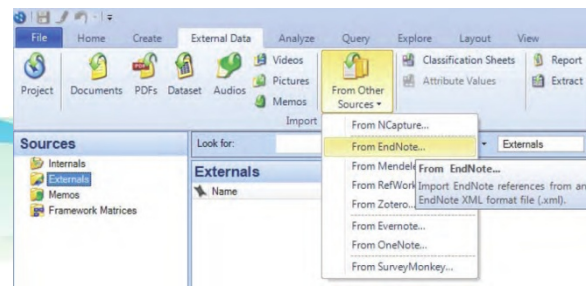 File Home Create External Data Analyze Query Explore Layout View
Project Documents PDFs Dataset Audios Videos Pictures Memos From Other Sources Classification Sheets Attribute Values Report Extract
Import
Sources
Internals
Externals
Memos
Framework Matrices
Look for: Externals
Externals
Name
From NCapture...
From EndNote...
From Mendele
From RefWork
From Zotero...
From Evernote...
From OneNote...
From SurveyMonkey...
From EndNote...
Import EndNote references from an
EndNote XML format file (.xml).